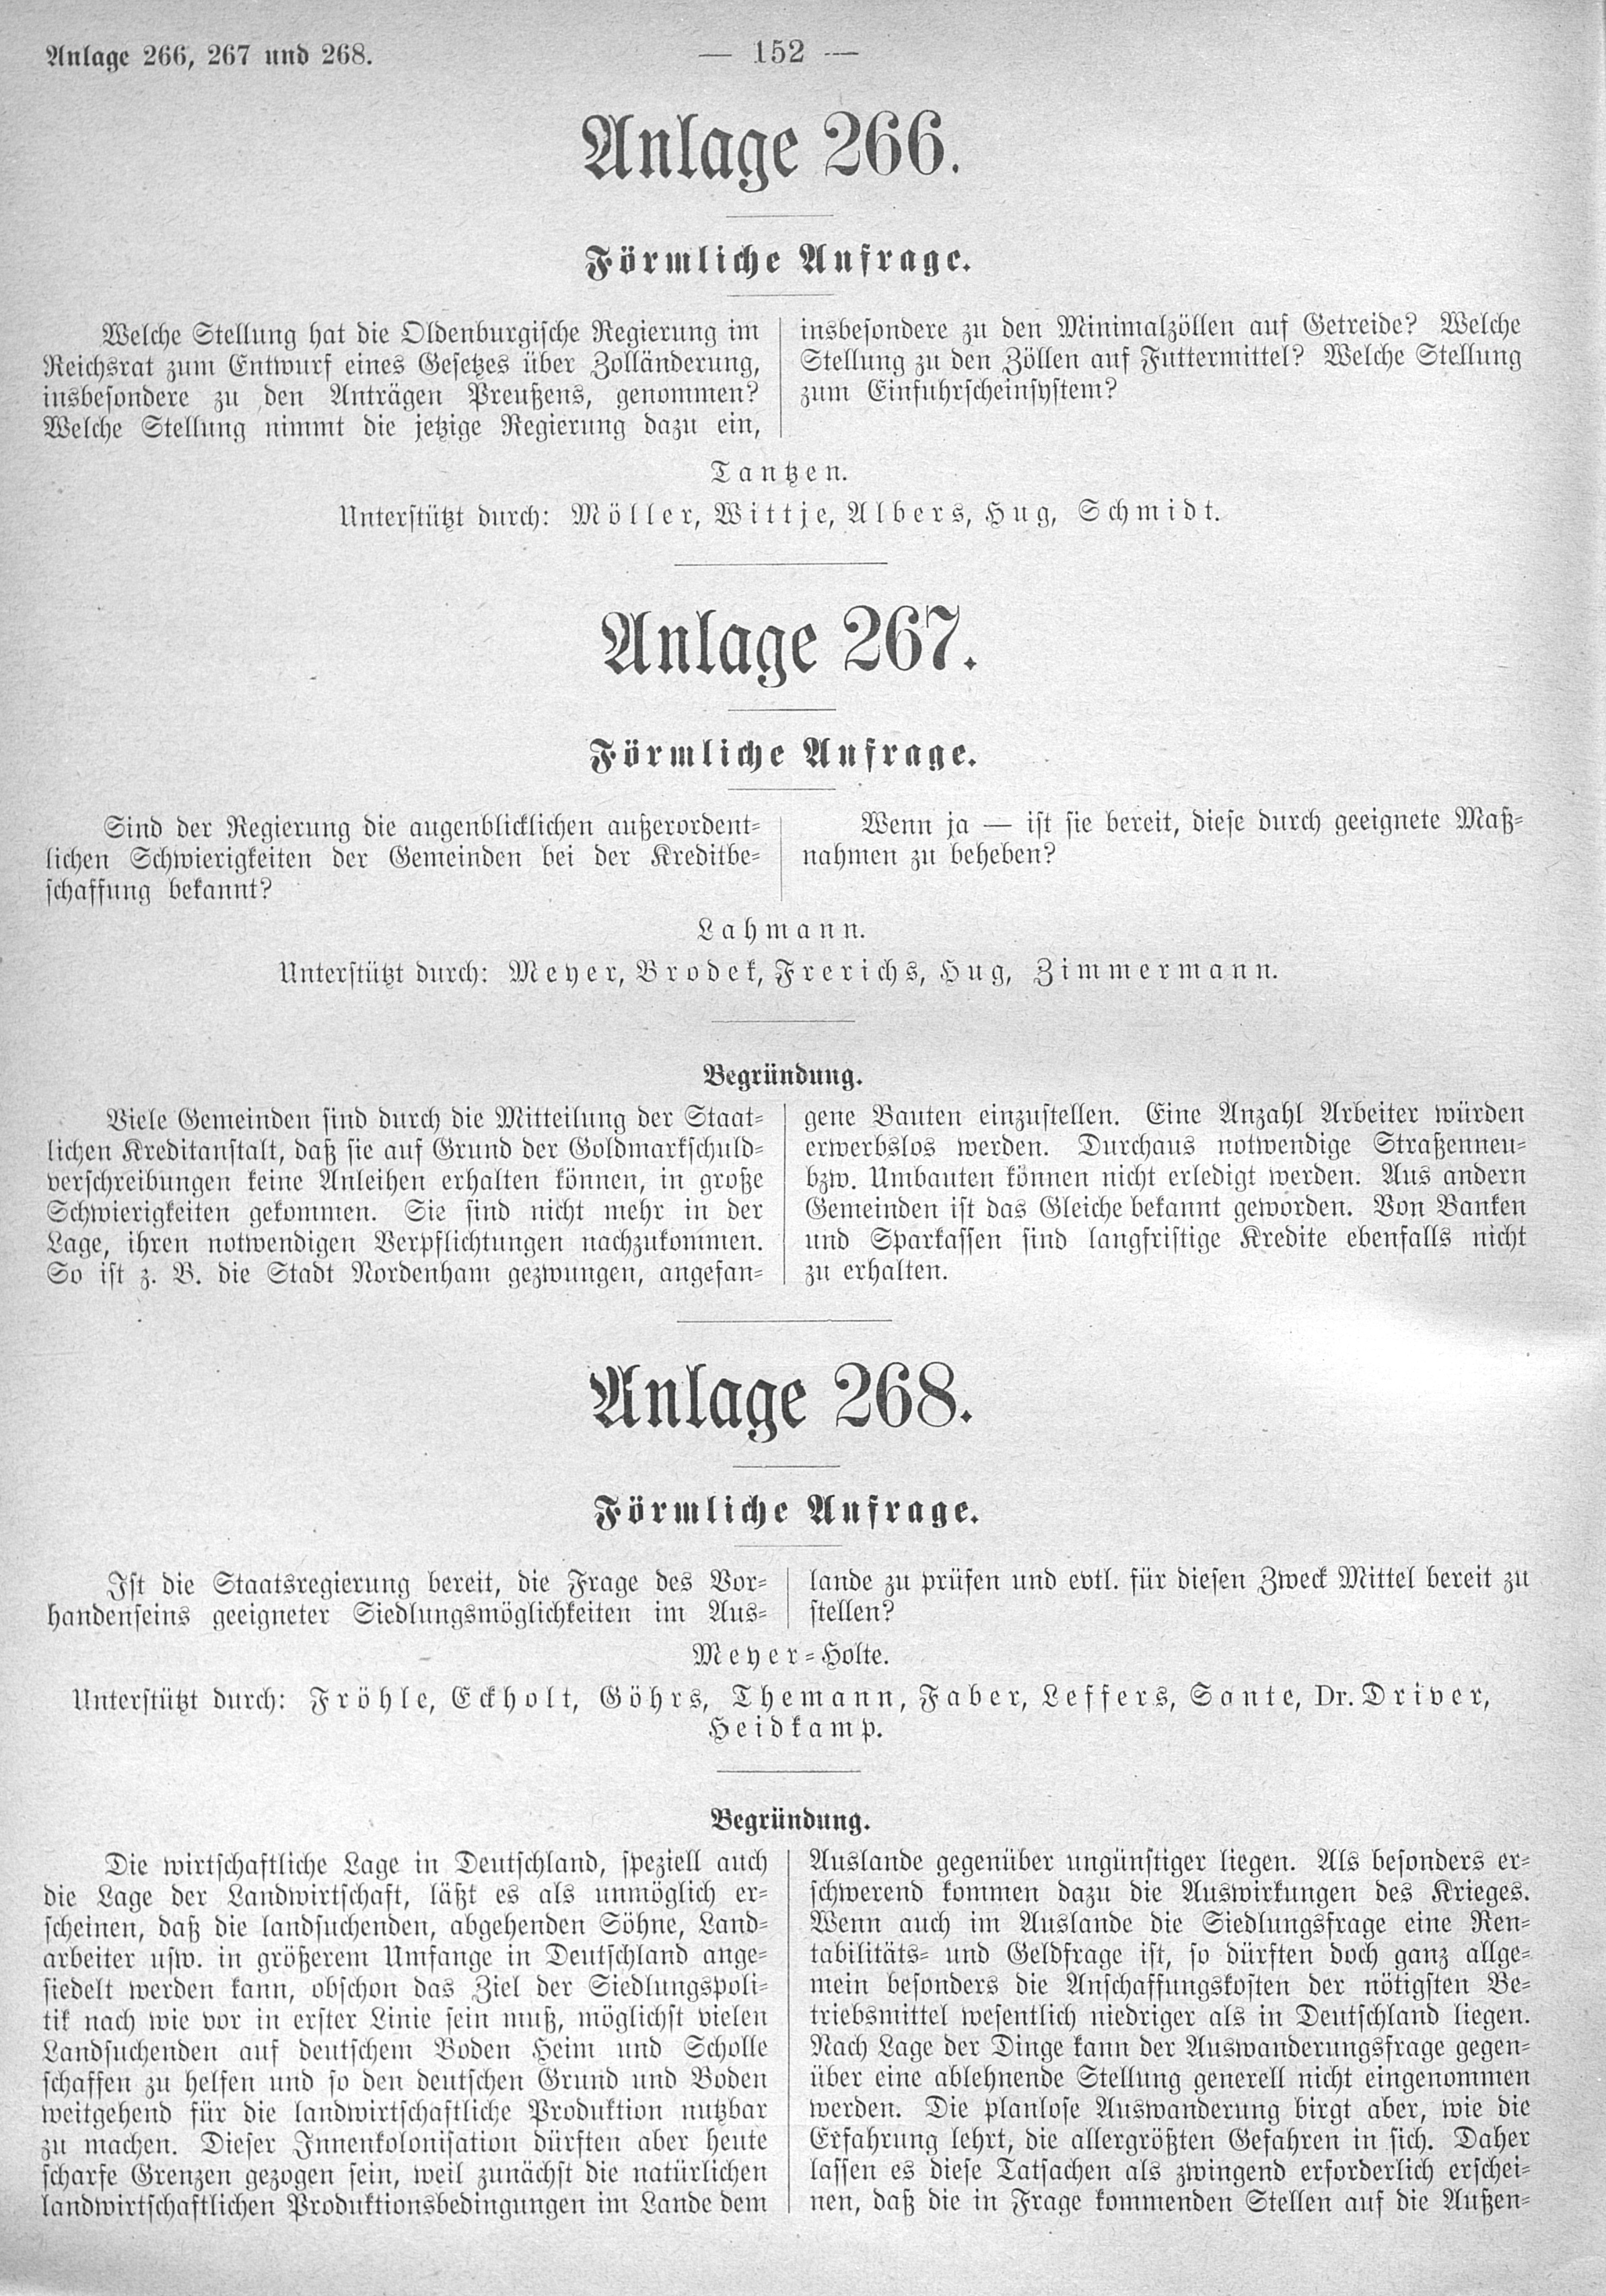 Anlage 266, 267 und 268.
— 152 —
Anlage 266.
Förmliche Anfrage.
Welche Stellung hat die Oldenburgische Regierung im
Reichsrat zum Entwurf eines Gesetzes über Zolländerung,
insbesondere zu den Anträgen Preußens, genommen?
Welche Stellung nimmt die jetzige Regierung dazu ein,
insbesondere zu den Minimalzöllen auf Getreide? Welche
Stellung zu den Zöllen auf Futtermittel? Welche Stellung
zum Einfuhrscheinsystem?
Tantzen.
Unterstützt durch: Möller, Wittje, Albers, Hug, Schmidt.
Anlage 267.
Förmliche Anfrage.
Sind der Regierung die augenblicklichen außerordent-
lichen Schwierigkeiten der Gemeinden bei der Kreditbe-
schaffung bekannt?
Wenn ja — ist sie bereit, diese durch geeignete Maß-
nahmen zu beheben?
Lahmann.
Unterstützt durch: Meyer, Brodek, Frerichs, Hug, Zimmermann.
Begründung.
Viele Gemeinden sind durch die Mitteilung der Staat-
lichen Kreditanstalt, daß sie auf Grund der Goldmarkschuld-
verschreibungen keine Anleihen erhalten können, in große
Schwierigkeiten gekommen. Sie sind nicht mehr in der
Lage, ihren notwendigen Verpflichtungen nachzukommen.
So ist z. B. die Stadt Nordenham gezwungen, angefan-
gene Bauten einzustellen. Eine Anzahl Arbeiter würden
erwerbslos werden. Durchaus notwendige Straßenneu-
bzw. Umbauten können nicht erledigt werden. Aus andern
Gemeinden ist das Gleiche bekannt geworden. Von Banken
und Sparkassen sind langfristige Kredite ebenfalls nicht
zu erhalten.
Anlage 268.
Förmliche Anfrage.
Ist die Staatsregierung bereit, die Frage des Vor-
handenseins geeigneter Siedlungsmöglichkeiten im Aus-
lande zu prüfen und evtl. für diesen Zweck Mittel bereit zu
stellen?
Meyer-Holte.
Unterstützt durch: Fröhle, Eckholt, Göhrs, Themann, Faber, Leffers, Sante, Dr. Driver,
Heidkamp.
Begründung.
Die wirtschaftliche Lage in Deutschland, speziell auch
die Lage der Landwirtschaft, läßt es als unmöglich er-
scheinen, daß die landsuchenden, abgehenden Söhne, Land-
arbeiter usw. in größerem Umfange in Deutschland ange-
siedelt werden kann, obschon das Ziel der Siedlungspoli-
tik nach wie vor in erster Linie sein muß, möglichst vielen
Landsuchenden auf deutschem Boden Heim und Scholle
schaffen zu helfen und so den deutschen Grund und Boden
weitgehend für die landwirtschaftliche Produktion nutzbar
zu machen. Dieser Innenkolonisation dürften aber heute
scharfe Grenzen gezogen sein, weil zunächst die natürlichen
landwirtschaftlichen Produktionsbedingungen im Lande dem
Auslande gegenüber ungünstiger liegen. Als besonders er-
schwerend kommen dazu die Auswirkungen des Krieges.
Wenn auch im Auslande die Siedlungsfrage eine Ren-
tabilitäts- und Geldfrage ist, so dürften doch ganz allge-
mein besonders die Anschaffungskosten der nötigsten Be-
triebsmittel wesentlich niedriger als in Deutschland liegen.
Nach Lage der Dinge kann der Auswanderungsfrage gegen-
über eine ablehnende Stellung generell nicht eingenommen
werden. Die planlose Auswanderung birgt aber, wie die
Erfahrung lehrt, die allergrößten Gefahren in sich. Daher
lassen es diese Tatsachen als zwingend erforderlich erschei-
nen, daß die in Frage kommenden Stellen auf die Außen-